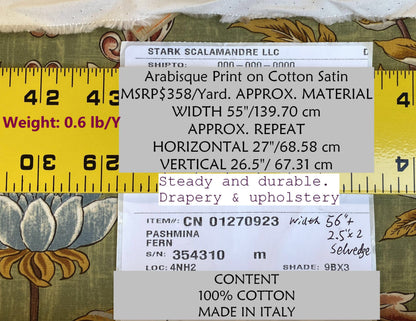 STARK SCALAMANDRE LLC
SHIPTO: 000-000-0000
Arabisque Print on Cotton Satin
MSRP$358/Yard. APPROX. MATERIAL
WIDTH 55"/139.70 cm
APPROX. REPEAT
HORIZONTAL 27"/68.58 cm
VERTICAL 26.5"/ 67.31 cm
Weight: 0.6 lb/Y
Steady and durable.
Drapery & upholstery
ITEM#: CN 01270923
PASHMINA
FERN
S/N: 354310 m
LOC: 4NH2 SHADE: 9BX3
Width 56"+
2.5"x2
Selvedge
CONTENT
100% COTTON
MADE IN ITALY